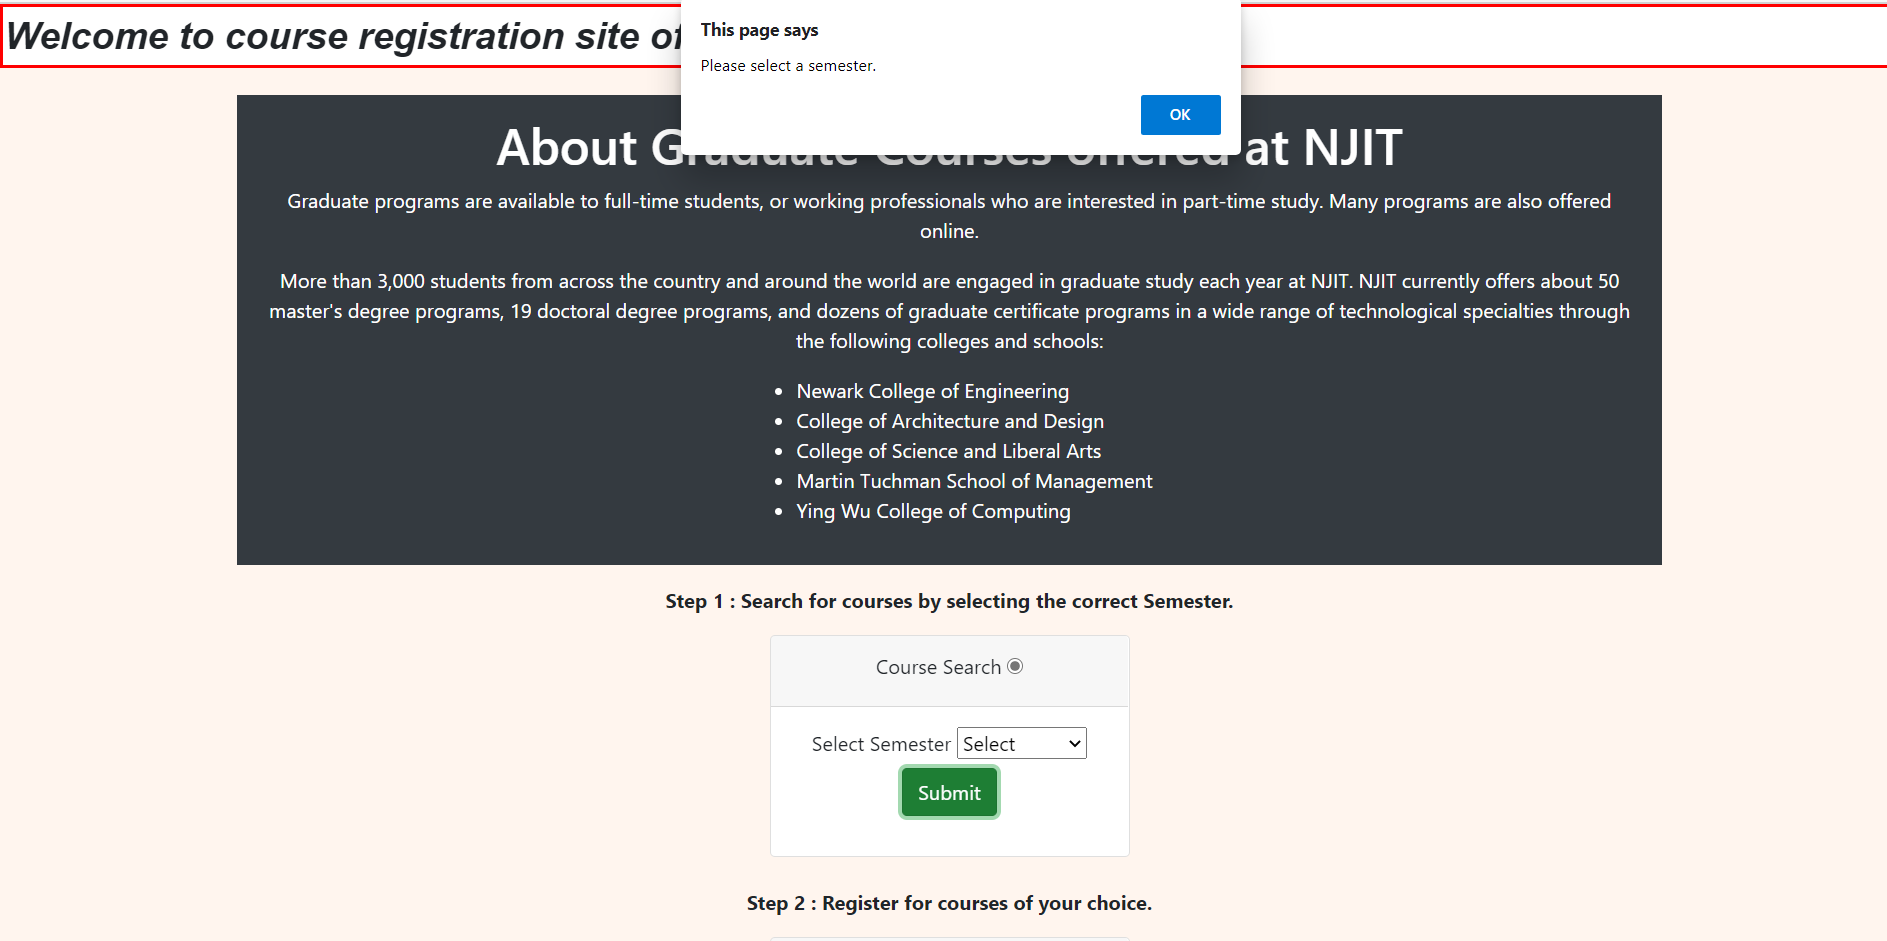 Welcome to course registration site of
This page says
Please select a semester.
OK
About Graduate Courses offered at NJIT
Graduate programs are available to full-time students, or working professionals who are interested in part-time study. Many programs are also offered
online.
More than 3,000 students from across the country and around the world are engaged in graduate study each year at NJIT. NJIT currently offers about 50
master's degree programs, 19 doctoral degree programs, and dozens of graduate certificate programs in a wide range of technological specialties through
the following colleges and schools:
Newark College of Engineering
College of Architecture and Design
College of Science and Liberal Arts
Martin Tuchman School of Management
Ying Wu College of Computing
Step 1 : Search for courses by selecting the correct Semester.
Course Search
Select Semester Select
Submit
Step 2 : Register for courses of your choice.